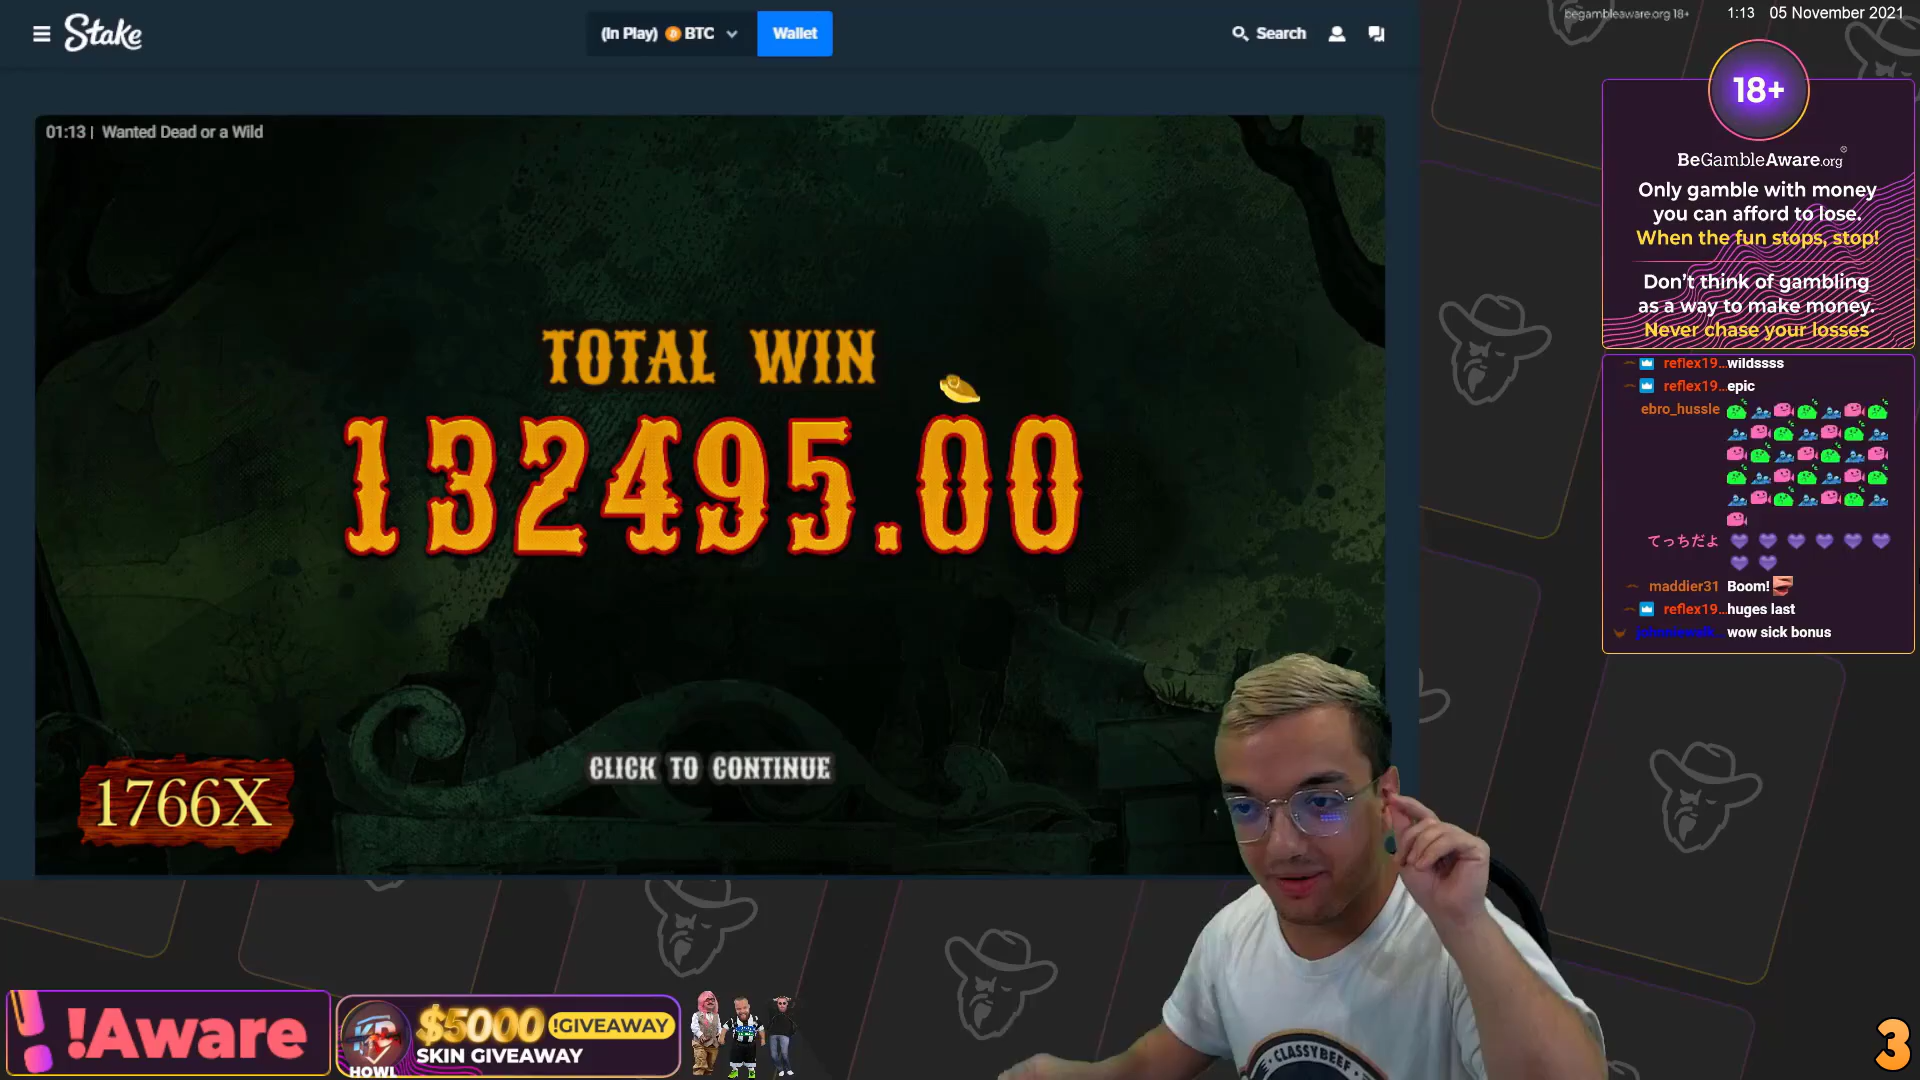 Stake
(In Play) BTC
Wallet
Search
begambleaware.org 18+
1:13 05 November 2021
01:13 | Wanted Dead or a Wild
TOTAL WIN
132495.00
CLICK TO CONTINUE
1766X
18+
BeGambleAware.org
Only gamble with money
you can afford to lose.
When the fun stops, stop!
Don't think of gambling
as a way to make money.
Never chase your losses
reflex19... wildssss
reflex19... epic
ebro_hussle
てっちだよ
maddier31 Boom!
reflex19... huges last
wow sick bonus
!Aware
HOWL
$5000 !GIVEAWAY
SKIN GIVEAWAY
CLASSYBEEF
3